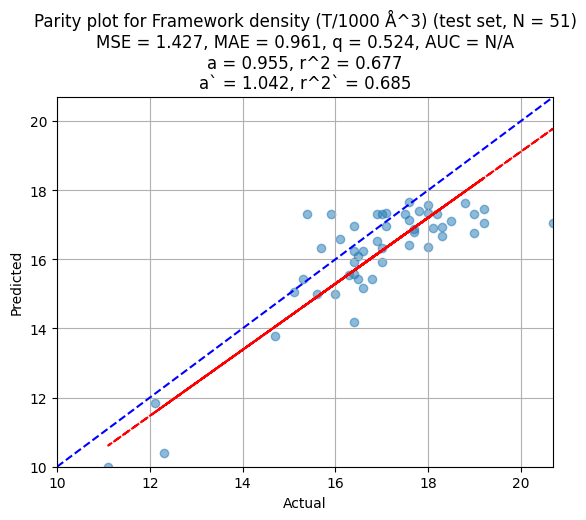 Parity plot for Framework density (T/1000 Å^3) (test set, N = 51)
MSE = 1.427, MAE = 0.961, q = 0.524, AUC = N/A
a = 0.955, r^2 = 0.677
a` = 1.042, r^2` = 0.685
20
18
16
14
12
10
Predicted
10 12 14 16 18 20
Actual